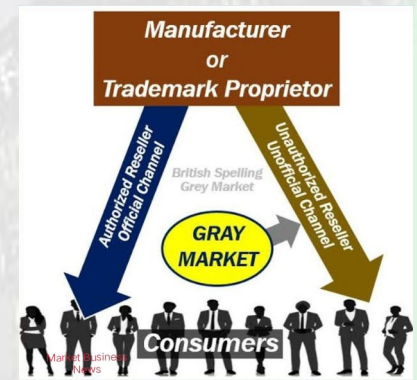 Manufacturer
or
Trademark Proprietor
Authorized Reseller
Official Channel
Unauthorized Reseller
Unofficial Channel
British Spelling
Grey Market
GRAY
MARKET
Consumers
Market Business
News